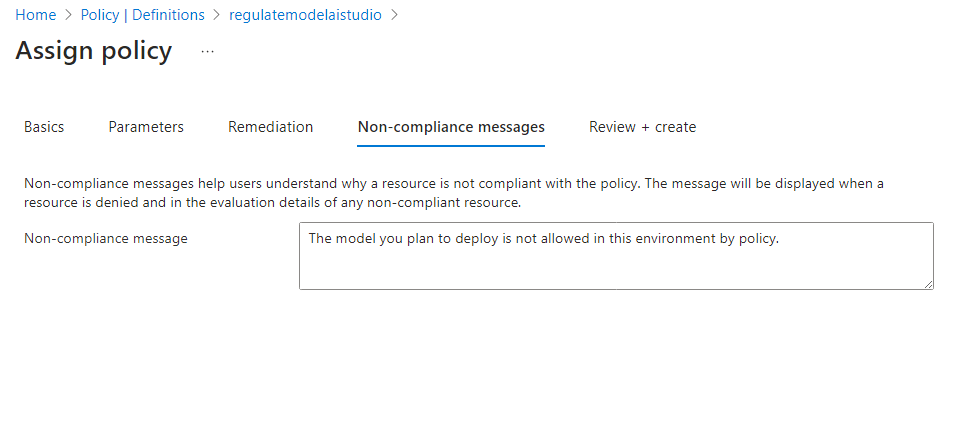 Home > Policy | Definitions > regulatemodelaistudio >
Assign policy ...
Basics Parameters Remediation Non-compliance messages Review + create
Non-compliance messages help users understand why a resource is not compliant with the policy. The message will be displayed when a
resource is denied and in the evaluation details of any non-compliant resource.
Non-compliance message The model you plan to deploy is not allowed in this environment by policy.